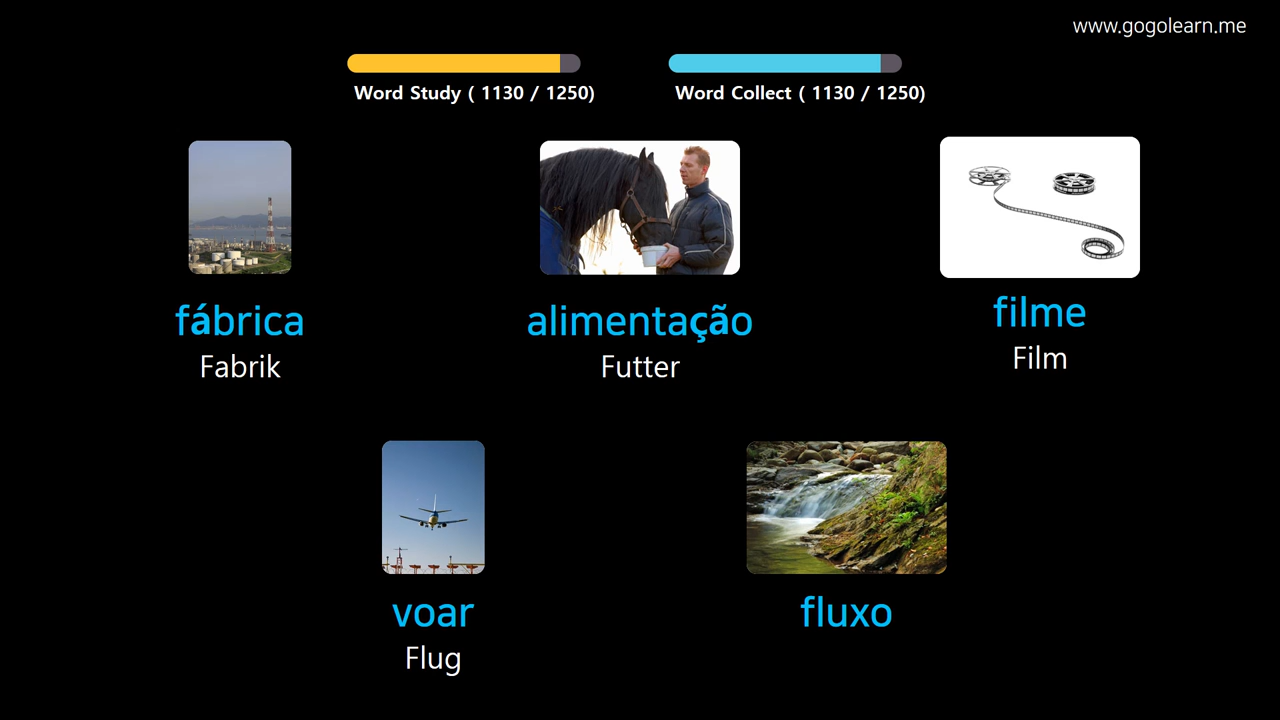 www.gogolearn.me
Word Study ( 1130 / 1250)
Word Collect ( 1130 / 1250)
fábrica
Fabrik
alimentação
Futter
filme
Film
voar
Flug
fluxo